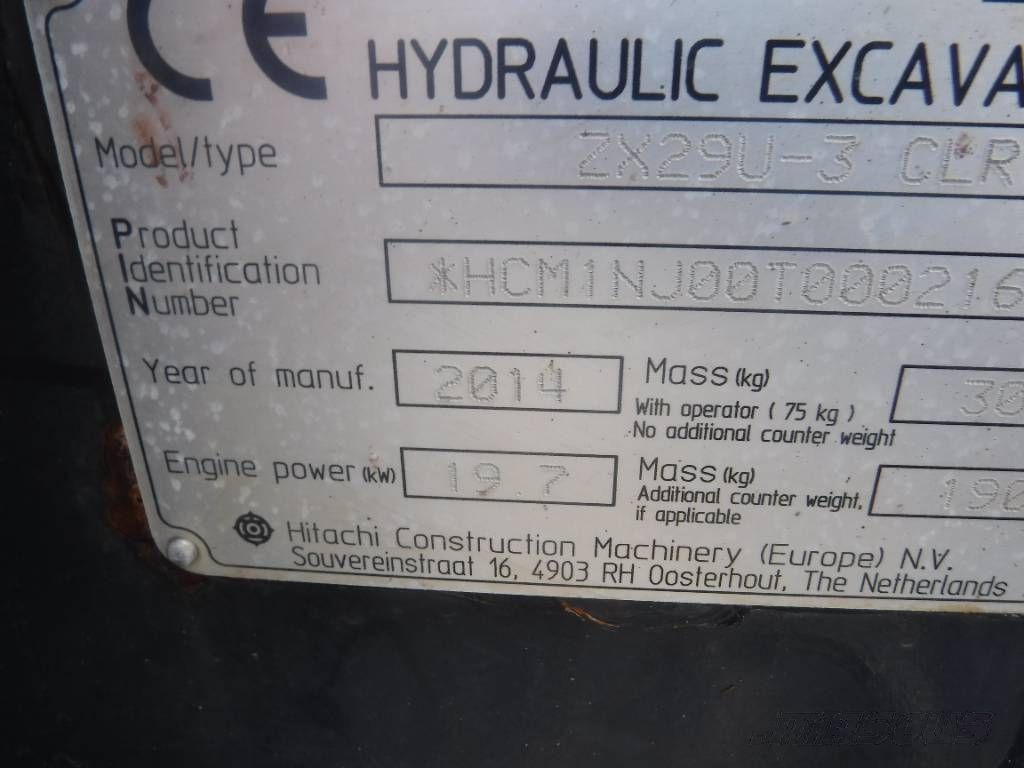 CE HYDRAULIC EXCAVA
Model/type ZX29U-3 CLR
Product
Identification
Number *HCM1NJ00T000216
Year of manuf. 2014 Mass (kg) 30
With operator ( 75 kg )
No additional counter weight
Engine power (kW) 19.7 Mass (kg) 190
Additional counter weight,
if applicable
Hitachi Construction Machinery (Europe) N.V.
Souvereinstraat 16, 4903 RH Oosterhout, The Netherlands